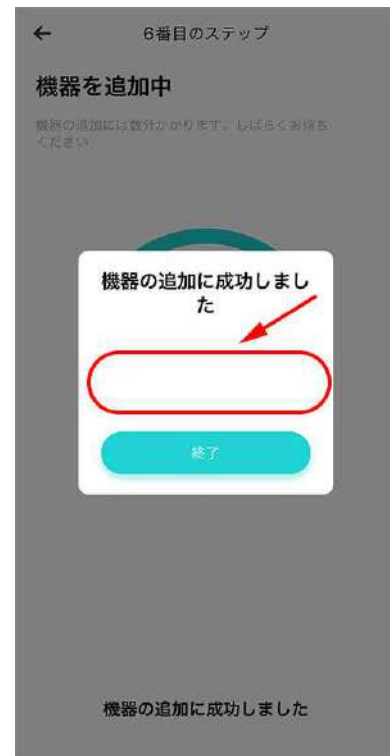 6番目のステップ
機器を追加中
機器の追加には数分かかります。しばらくお待ち
ください
機器の追加に成功しまし
た
終了
機器の追加に成功しました